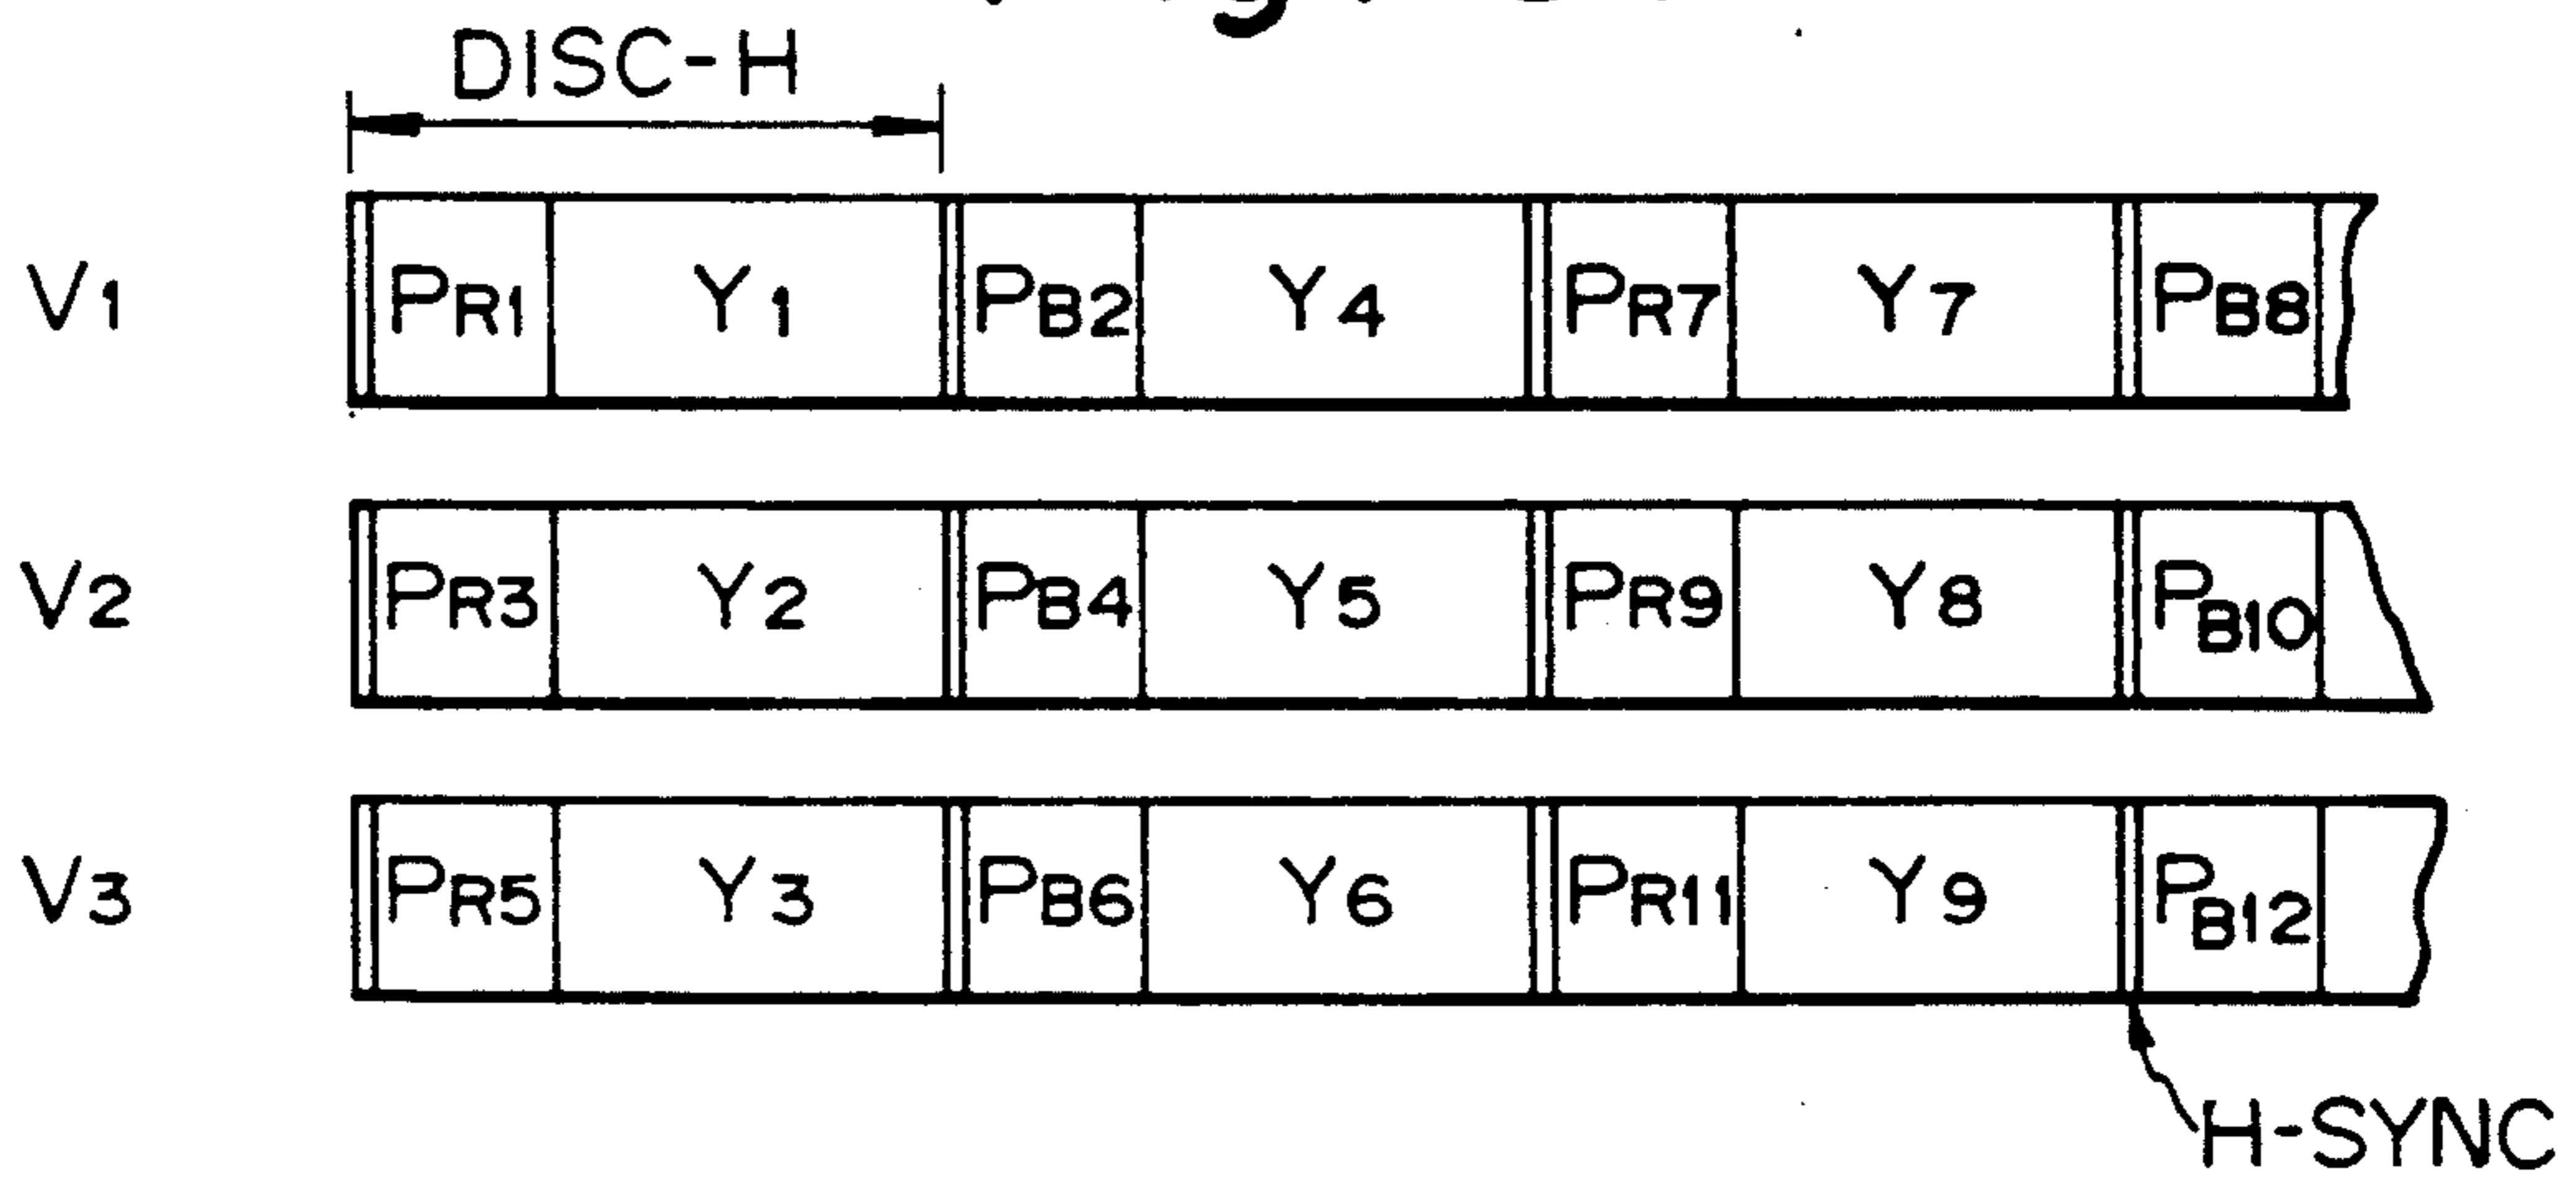 DISC-H
V1 PR1 Y1 PB2 Y4 PR7 Y7 PB8
V2 PR3 Y2 PB4 Y5 PR9 Y8 PB10
V3 PR5 Y3 PB6 Y6 PR11 Y9 PB12
H-SYNC